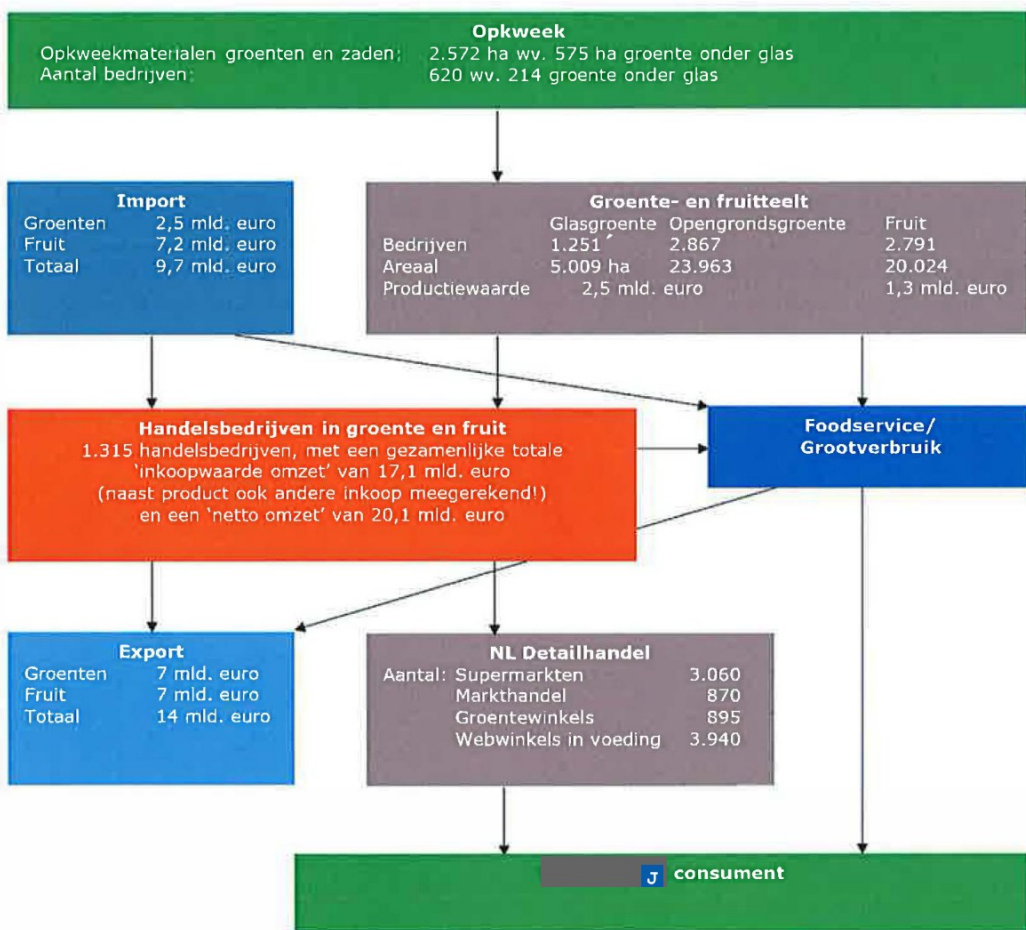 Opkweek
Opkweekmaterialen groenten en zaden: 2.572 ha wv. 575 ha groente onder glas
Aantal bedrijven: 620 wv. 214 groente onder glas
Import
Groenten 2,5 mld. euro
Fruit 7,2 mld. euro
Totaal 9,7 mld. euro
Groente- en fruitteelt
Glasgroente Opengrondsgroente Fruit
Bedrijven 1.251 2.867 2.791
Areaal 5.009 ha 23.963 20.024
Productiewaarde 2,5 mld. euro 1,3 mld. euro
Handelsbedrijven in groente en fruit
1.315 handelsbedrijven, met een gezamenlijke totale
'inkoopwaarde omzet' van 17,1 mld. euro
(naast product ook andere inkoop meegerekend!)
en een 'netto omzet' van 20,1 mld. euro
Foodservice/
Grootverbruik
Export
Groenten 7 mld. euro
Fruit 7 mld. euro
Totaal 14 mld. euro
NL Detailhandel
Aantal: Supermarkten 3.060
Markthandel 870
Groentewinkels 895
Webwinkels in voeding 3.940
J consument